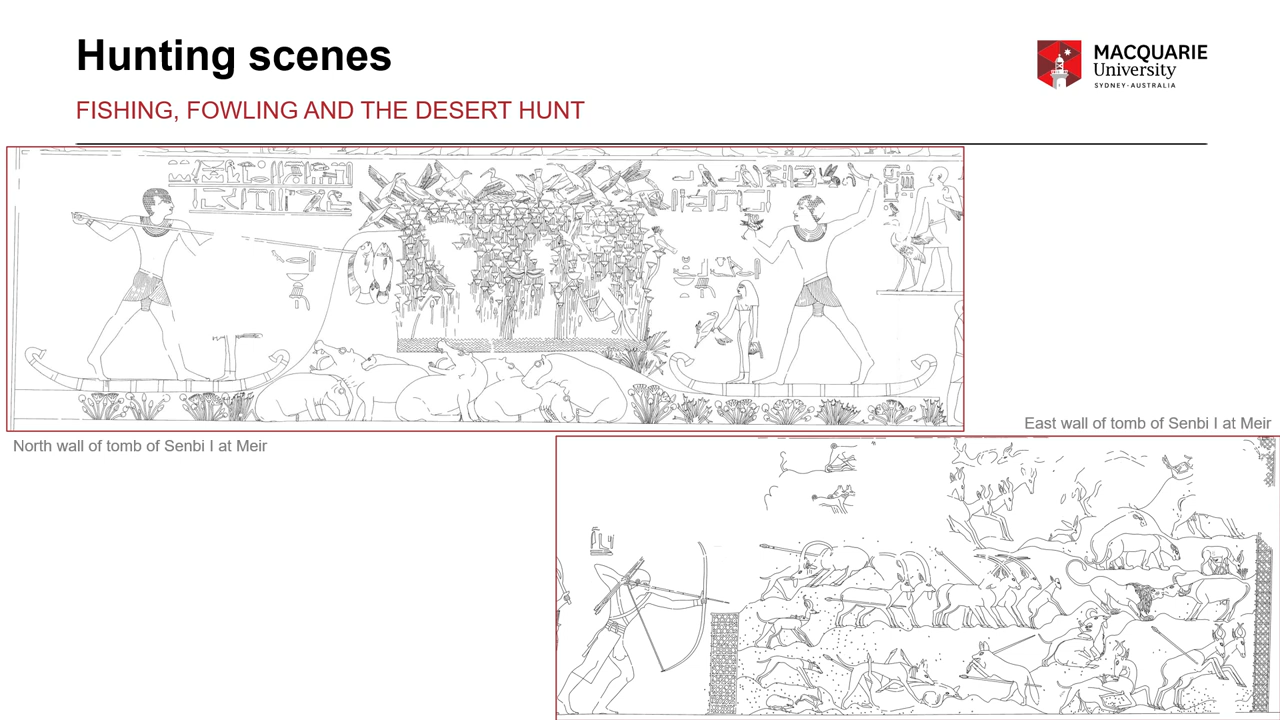 Hunting scenes
FISHING, FOWLING AND THE DESERT HUNT
MACQUARIE
University
SYDNEY·AUSTRALIA
East wall of tomb of Senbi I at Meir
North wall of tomb of Senbi I at Meir